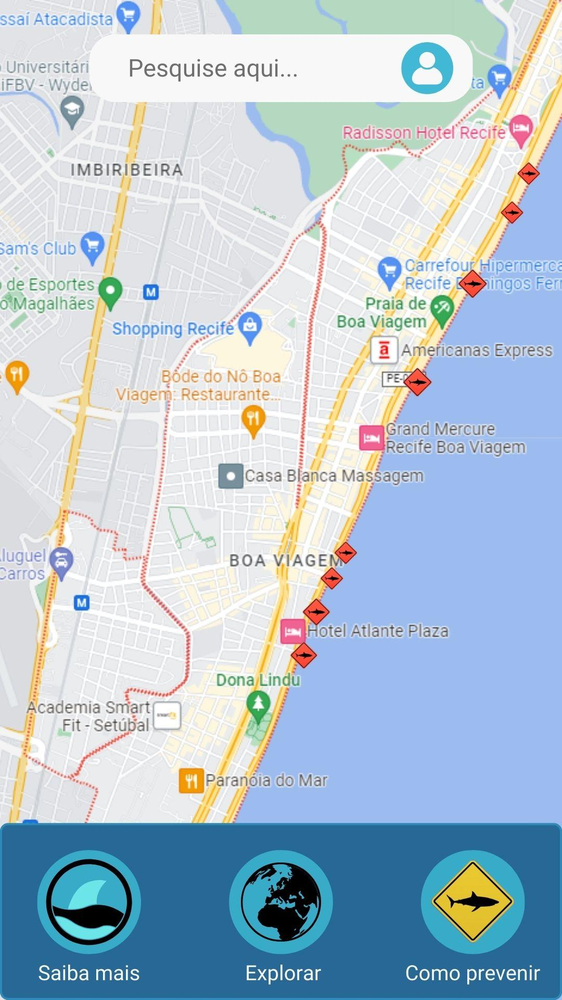 ssaí Atacadista
Pesquise aqui...
Universitári
iFBV - Wyde
ta
Radisson Hotel Recife
IMBIRIBEIRA
Sam's Club
Carrefour Hipermerca
Recife
ingos Fer
de Esportes
o Magalhães
M
Praia de
Boa Viagem
Shopping Recife
a
Americanas Express
PE-0
Bode do Nô Boa
Viagem: Restaurante...
Grand Mercure
Recife Boa Viagem
Casa Blanca Massagem
BOA VIAGEM
Aluguel
Carros
M
Hotel Atlante Plaza
Dona Lindu
Academia Smart
Fit - Setúbal
Paranóia do Mar
Saiba mais
Explorar
Como prevenir